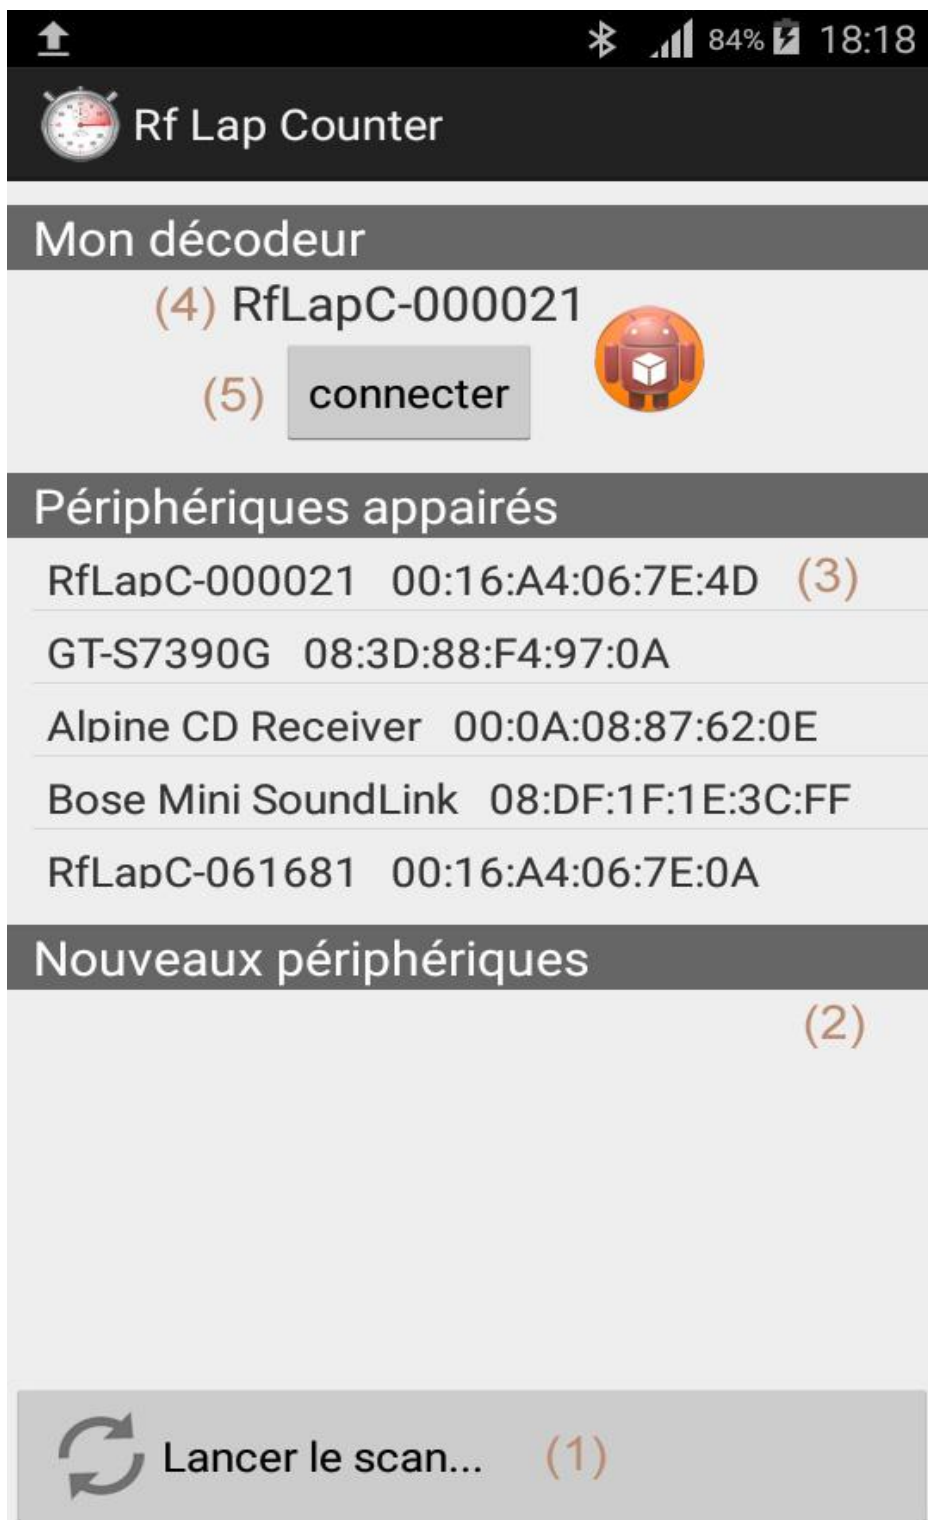 84% 18:18
Rf Lap Counter
Mon décodeur
(4) RfLapC-000021
(5) connecter
Périphériques appairés
RfLapC-000021 00:16:A4:06:7E:4D (3)
GT-S7390G 08:3D:88:F4:97:0A
Alpine CD Receiver 00:0A:08:87:62:0E
Bose Mini SoundLink 08:DF:1F:1E:3C:FF
RfLapC-061681 00:16:A4:06:7E:0A
Nouveaux périphériques
(2)
Lancer le scan... (1)